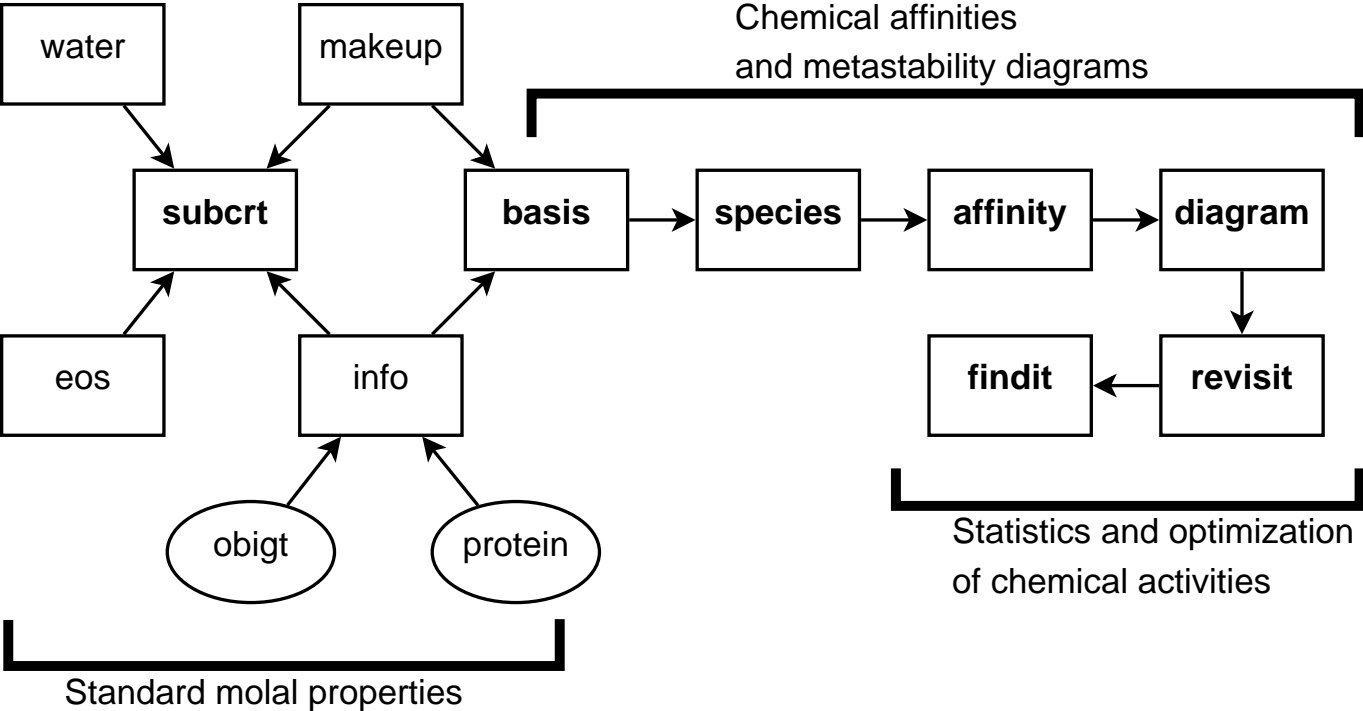 Chemical affinities
and metastability diagrams
water
makeup
subcrt
basis
species
affinity
diagram
eos
info
findit
revisit
obigt
protein
Statistics and optimization
of chemical activities
Standard molal properties